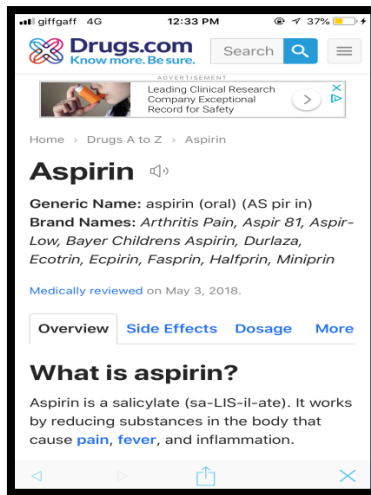 giffgaff 4G 12:33 PM 37%
Drugs.com
Know more. Be sure.
Search
ADVERTISEMENT
Leading Clinical Research
Company Exceptional
Record for Safety
Home › Drugs A to Z › Aspirin
Aspirin
Generic Name: aspirin (oral) (AS pir in)
Brand Names: Arthritis Pain, Aspir 81, Aspir-
Low, Bayer Childrens Aspirin, Durlaza,
Ecotrin, Ecpirin, Fasprin, Halfprin, Miniprin
Medically reviewed on May 3, 2018.
Overview Side Effects Dosage More
What is aspirin?
Aspirin is a salicylate (sa-LIS-il-ate). It works
by reducing substances in the body that
cause pain, fever, and inflammation.